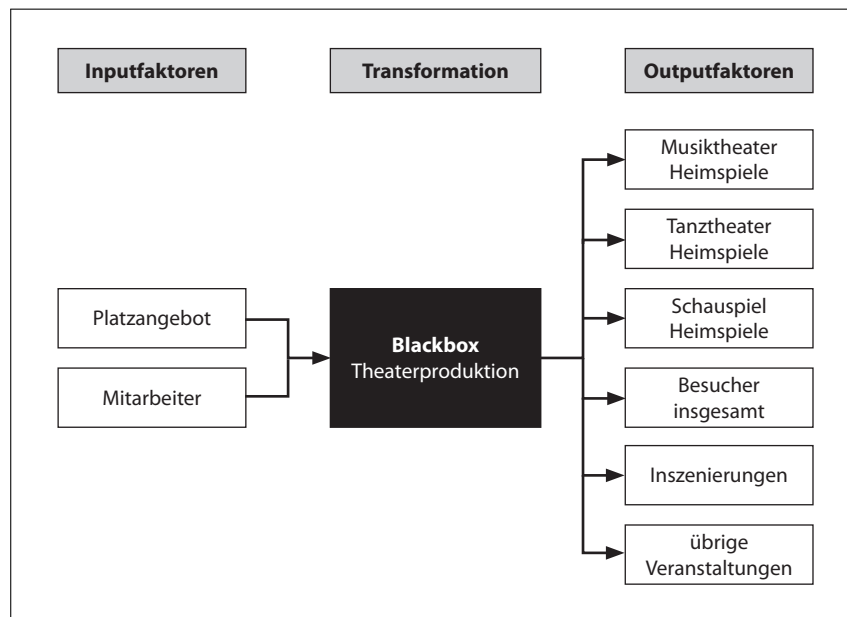 Inputfaktoren
Transformation
Outputfaktoren
Platzangebot
Mitarbeiter
Blackbox
Theaterproduktion
Musiktheater
Heimspiele
Tanztheater
Heimspiele
Schauspiel
Heimspiele
Besucher
insgesamt
Inszenierungen
übrige
Veranstaltungen